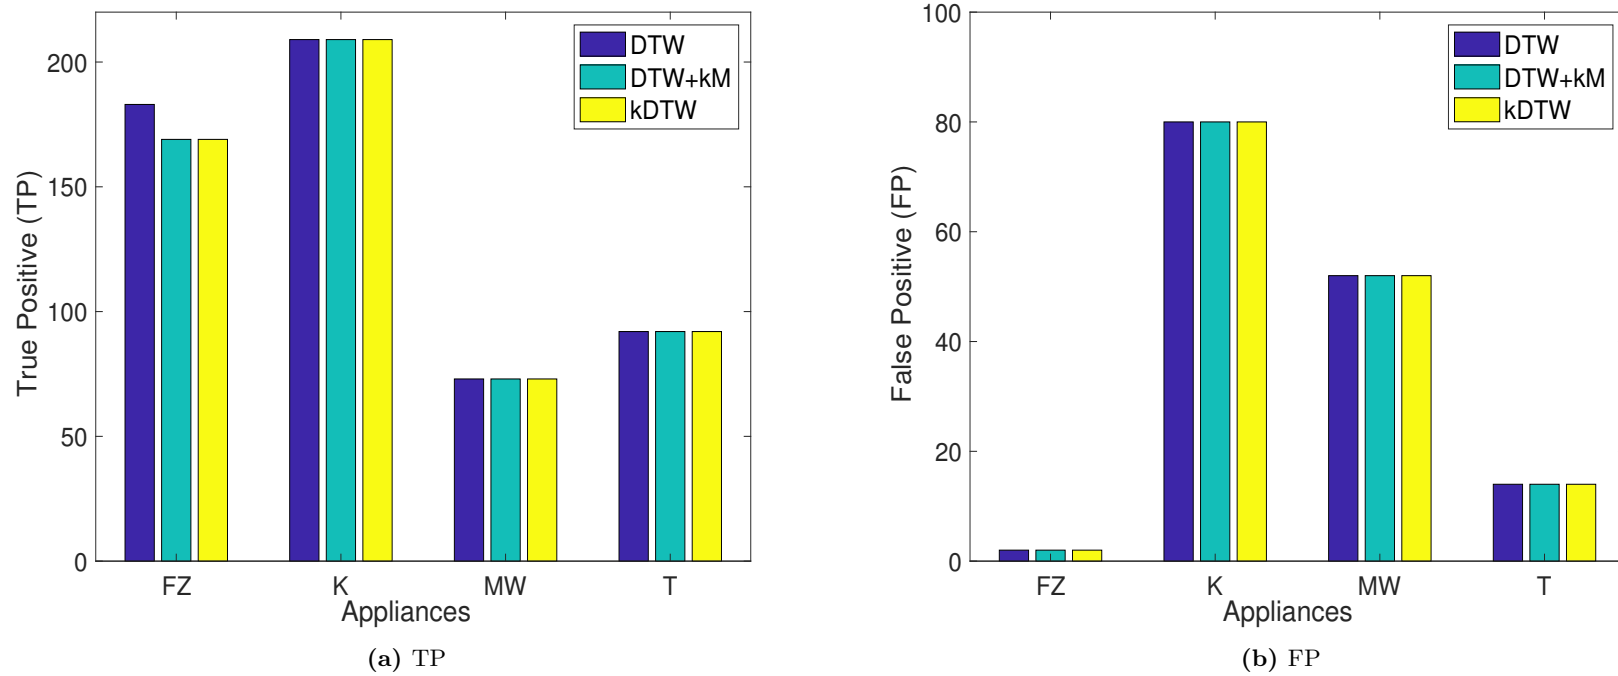 True Positive (TP)
200
150
100
50
0
DTW
DTW+kM
kDTW
FZ K MW T
Appliances
(a) TP
False Positive (FP)
100
80
60
40
20
0
DTW
DTW+kM
kDTW
FZ K MW T
Appliances
(b) FP